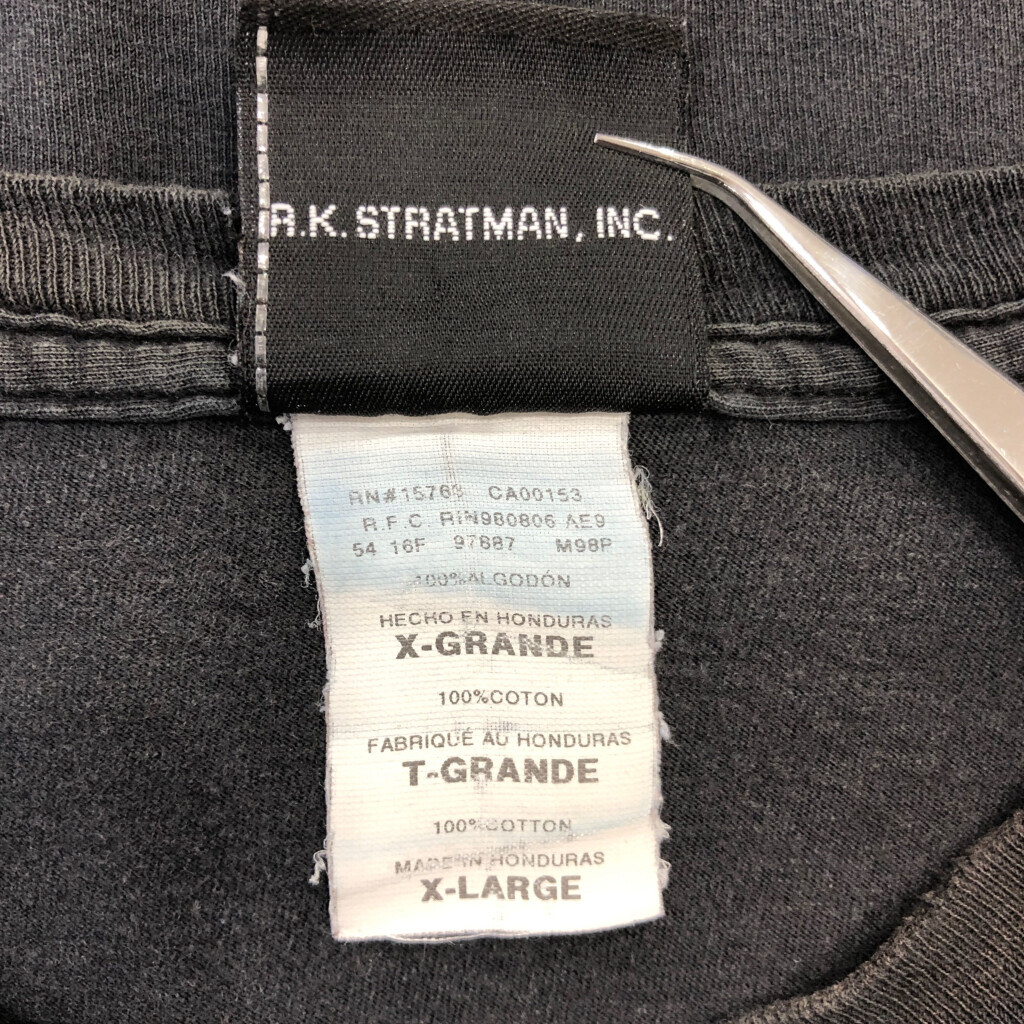 R.K. STRATMAN, INC.
RN#15763 CA00153
R.F.C. RIN980806 AE9
54 16F 97887 M98P
100%ALGODÓN
HECHO EN HONDURAS
X-GRANDE
100%COTON
FABRIQUÉ AU HONDURAS
T-GRANDE
100%COTTON
MADE IN HONDURAS
X-LARGE